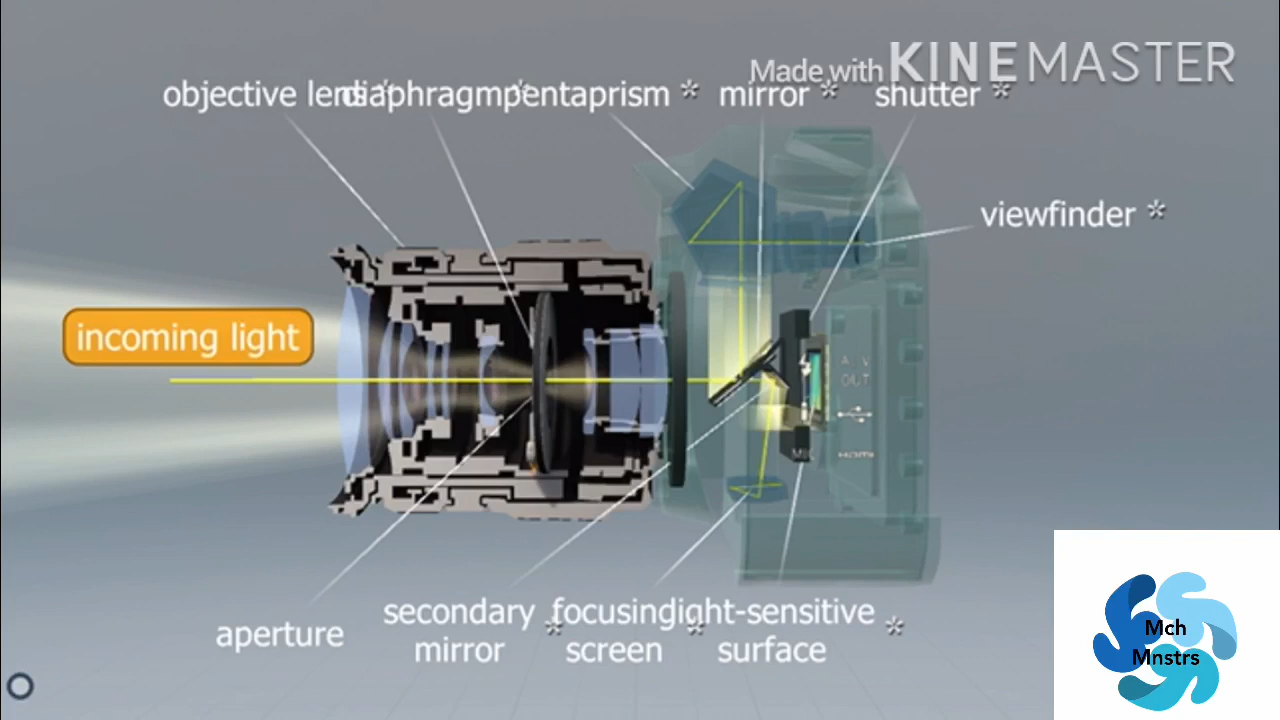 Made with KINEMASTER
objective lens * diaphragm * pentaprism * mirror * shutter *
viewfinder *
incoming light
A V
OUT
HDMI
aperture
secondary
mirror *
focusing
screen *
light-sensitive
surface *
Mch
Mnstrs